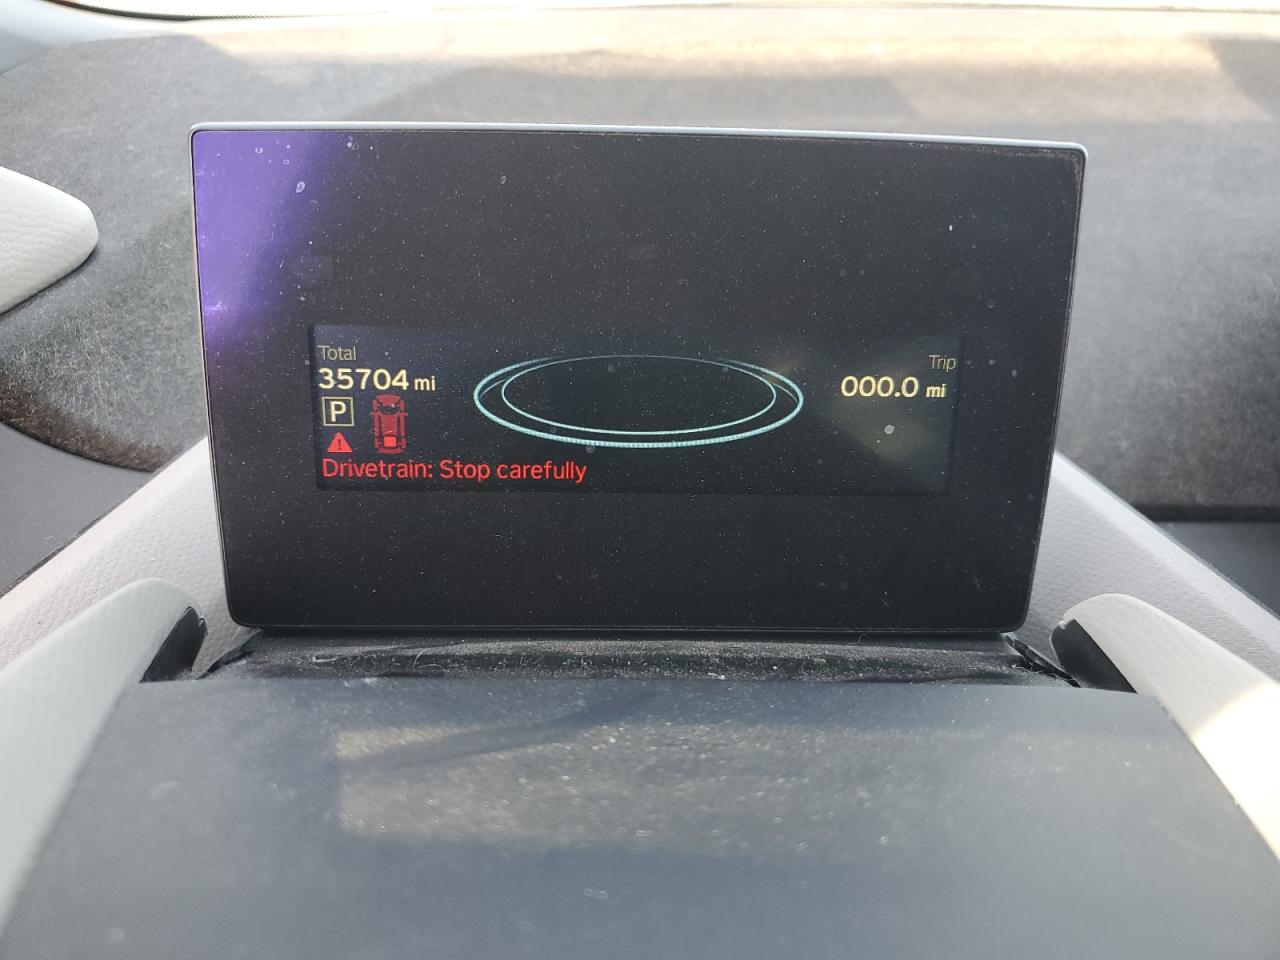 Total
35704 mi
P
Drivetrain: Stop carefully
Trip
000.0 mi